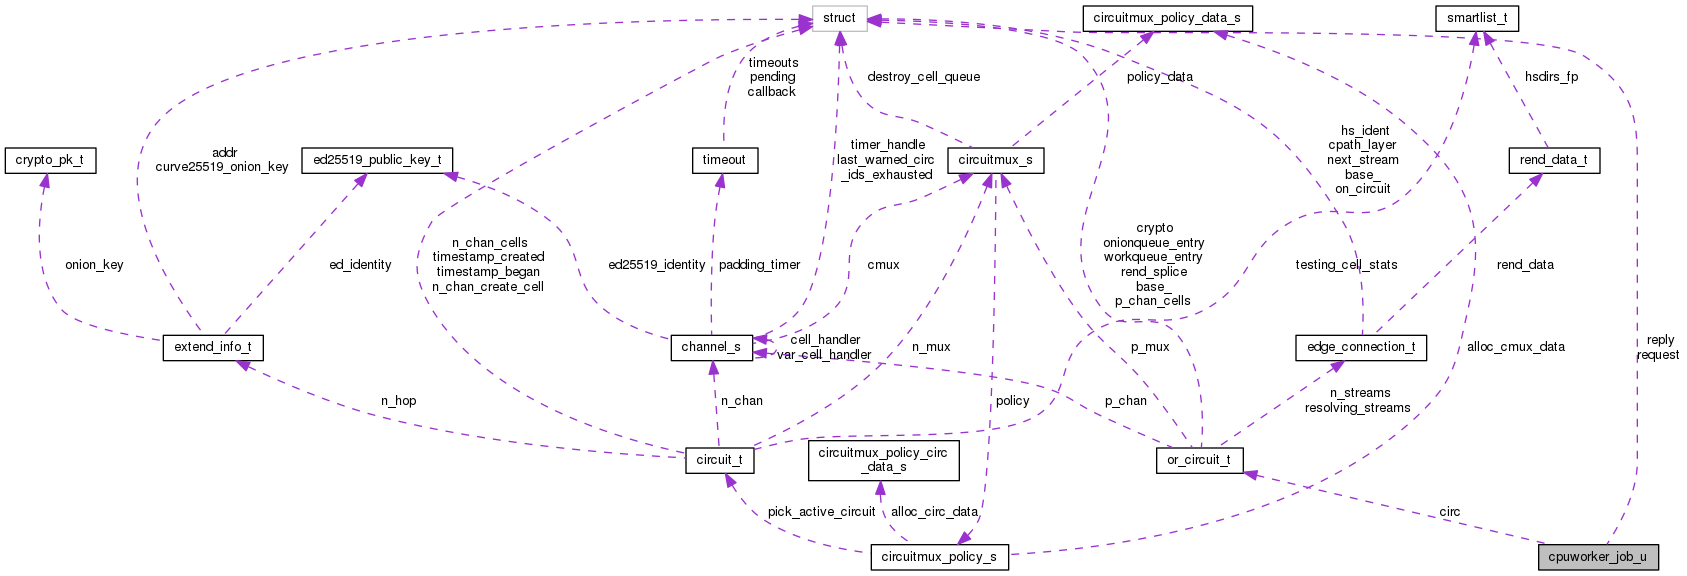 struct
circuitmux_policy_data_s
smartlist_t
timeouts
pending
callback
destroy_cell_queue
policy_data
hsdirs_fp
crypto_pk_t
addr
curve25519_onion_key
ed25519_public_key_t
timeout
timer_handle
last_warned_circ
_ids_exhausted
circuitmux_s
hs_ident
cpath_layer
next_stream
base_
on_circuit
rend_data_t
onion_key
ed_identity
n_chan_cells
timestamp_created
timestamp_began
n_chan_create_cell
ed25519_identity
padding_timer
cmux
crypto
onionqueue_entry
workqueue_entry
rend_splice
base_
p_chan_cells
testing_cell_stats
rend_data
extend_info_t
channel_s
cell_handler
var_cell_handler
n_mux
p_mux
edge_connection_t
alloc_cmux_data
reply
request
n_hop
n_chan
policy
p_chan
n_streams
resolving_streams
circuit_t
circuitmux_policy_circ
_data_s
or_circuit_t
pick_active_circuit
alloc_circ_data
circ
circuitmux_policy_s
cpuworker_job_u